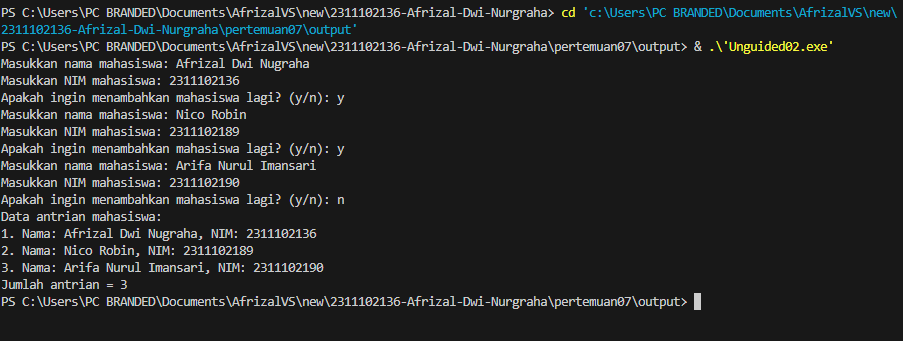 PS C:\Users\PC BRANDED\Documents\AfrizalVS\new\2311102136-Afrizal-Dwi-Nurgraha> cd 'c:\Users\PC BRANDED\Documents\AfrizalVS\new\
2311102136-Afrizal-Dwi-Nurgraha\pertemuan07\output'
PS C:\Users\PC BRANDED\Documents\AfrizalVS\new\2311102136-Afrizal-Dwi-Nurgraha\pertemuan07\output> & .\'Unguided02.exe'
Masukkan nama mahasiswa: Afrizal Dwi Nugraha
Masukkan NIM mahasiswa: 2311102136
Apakah ingin menambahkan mahasiswa lagi? (y/n): y
Masukkan nama mahasiswa: Nico Robin
Masukkan NIM mahasiswa: 2311102189
Apakah ingin menambahkan mahasiswa lagi? (y/n): y
Masukkan nama mahasiswa: Arifa Nurul Imansari
Masukkan NIM mahasiswa: 2311102190
Apakah ingin menambahkan mahasiswa lagi? (y/n): n
Data antrian mahasiswa:
1. Nama: Afrizal Dwi Nugraha, NIM: 2311102136
2. Nama: Nico Robin, NIM: 2311102189
3. Nama: Arifa Nurul Imansari, NIM: 2311102190
Jumlah antrian = 3
PS C:\Users\PC BRANDED\Documents\AfrizalVS\new\2311102136-Afrizal-Dwi-Nurgraha\pertemuan07\output>